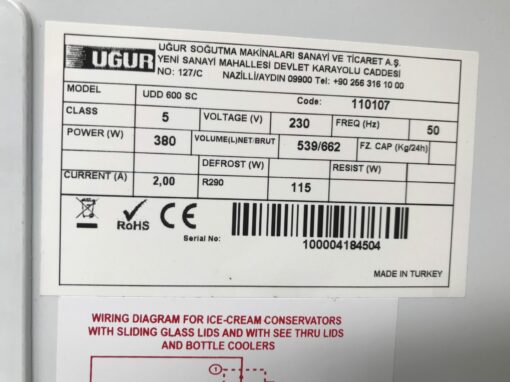 UĞUR
UĞUR SOĞUTMA MAKİNALARI SANAYİ VE TİCARET A.Ş.
YENİ SANAYİ MAHALLESİ DEVLET KARAYOLU CADDESİ
NO: 127/C NAZİLLİ/AYDIN 09900 Tel: +90 256 316 10 00
MODEL UDD 600 SC Code: 110107
CLASS 5 VOLTAGE (V) 230 FREQ (Hz) 50
POWER (W) 380 VOLUME(L)NET/BRUT 539/662 FZ. CAP (Kg/24h)
DEFROST (W) RESIST (W)
CURRENT (A) 2,00 R290 115
RoHS CE
Serial No: 100004184504
MADE IN TURKEY
WIRING DIAGRAM FOR ICE-CREAM CONSERVATORS
WITH SLIDING GLASS LIDS AND WITH SEE THRU LIDS
AND BOTTLE COOLERS
1